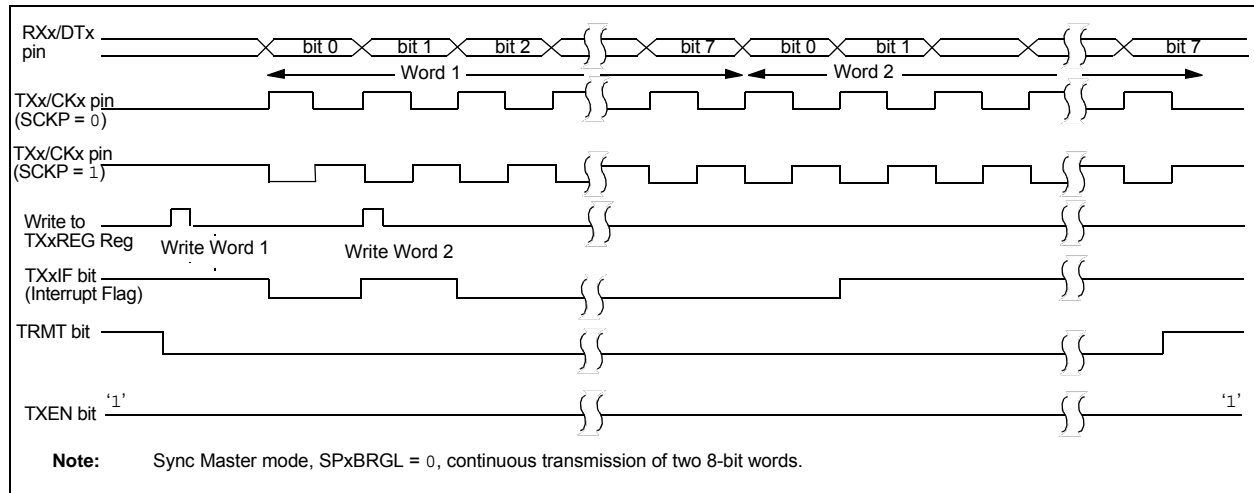 RXx/DTx
pin
bit 0 bit 1 bit 2 bit 7 bit 0 bit 1 bit 7
Word 1 Word 2
TXx/CKx pin
(SCKP = 0)
TXx/CKx pin
(SCKP = 1)
Write to
TXxREG Reg
Write Word 1 Write Word 2
TXxIF bit
(Interrupt Flag)
TRMT bit
TXEN bit
‘1’ ‘1’
Note: Sync Master mode, SPxBRGL = 0, continuous transmission of two 8-bit words.